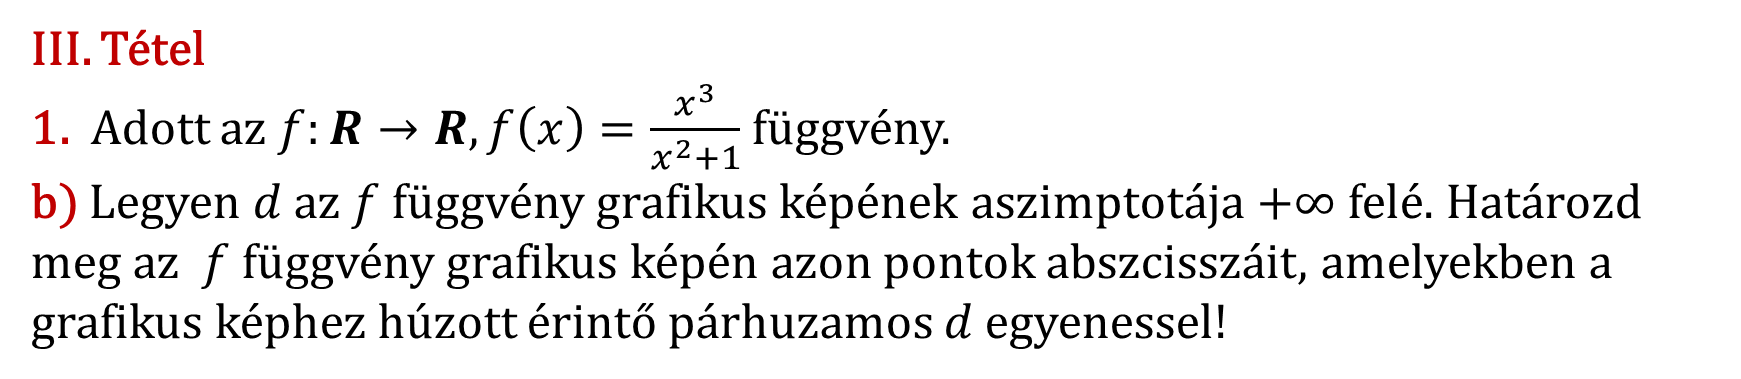 III. Tétel
1. Adott az f: R → R, f(x) = x³/(x²+1) függvény.
b) Legyen d az f függvény grafikus képének aszimptotája +∞ felé. Határozd
meg az f függvény grafikus képén azon pontok abszcisszáit, amelyekben a
grafikus képhez húzott érintő párhuzamos d egyenessel!